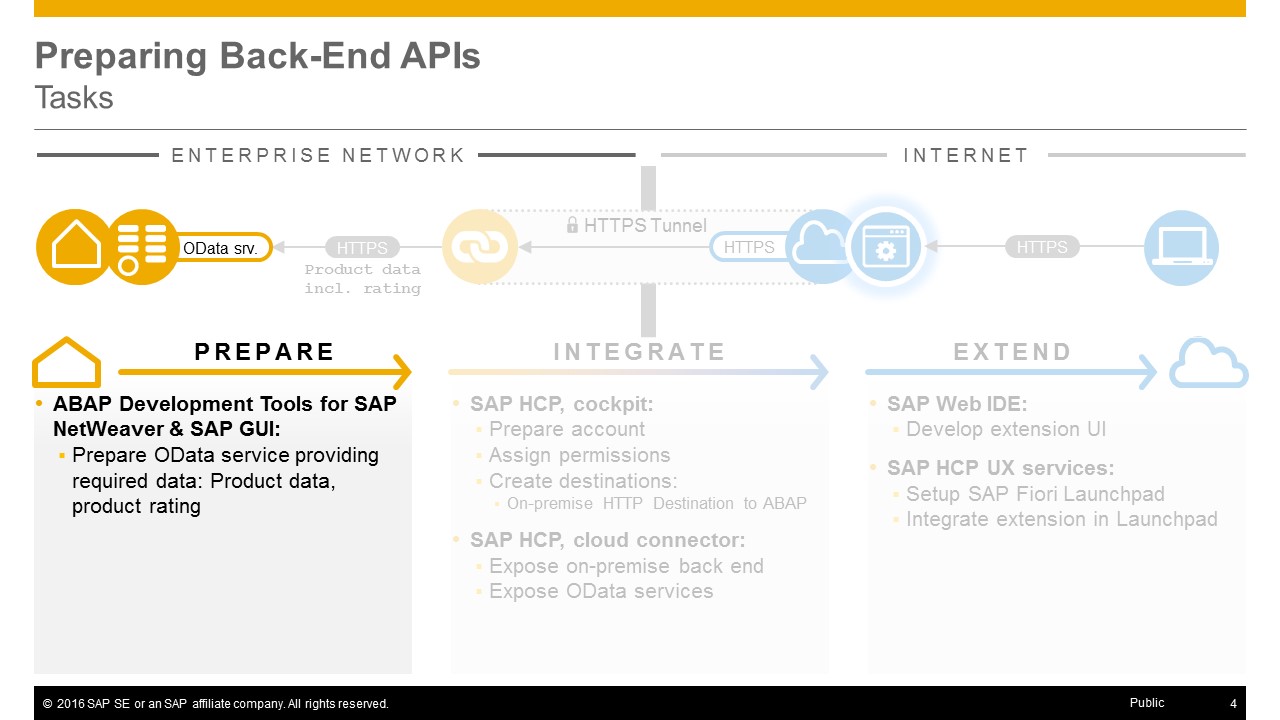 Preparing Back-End APIs
Tasks
ENTERPRISE NETWORK
INTERNET
OData srv.
HTTPS
Product data
incl. rating
HTTPS Tunnel
HTTPS
HTTPS
PREPARE
• ABAP Development Tools for SAP
NetWeaver & SAP GUI:
▪ Prepare OData service providing
required data: Product data,
product rating
INTEGRATE
• SAP HCP, cockpit:
▪ Prepare account
▪ Assign permissions
▪ Create destinations:
▪ On-premise HTTP Destination to ABAP
• SAP HCP, cloud connector:
▪ Expose on-premise back end
▪ Expose OData services
EXTEND
• SAP Web IDE:
▪ Develop extension UI
• SAP HCP UX services:
▪ Setup SAP Fiori Launchpad
▪ Integrate extension in Launchpad
© 2016 SAP SE or an SAP affiliate company. All rights reserved.
Public
4